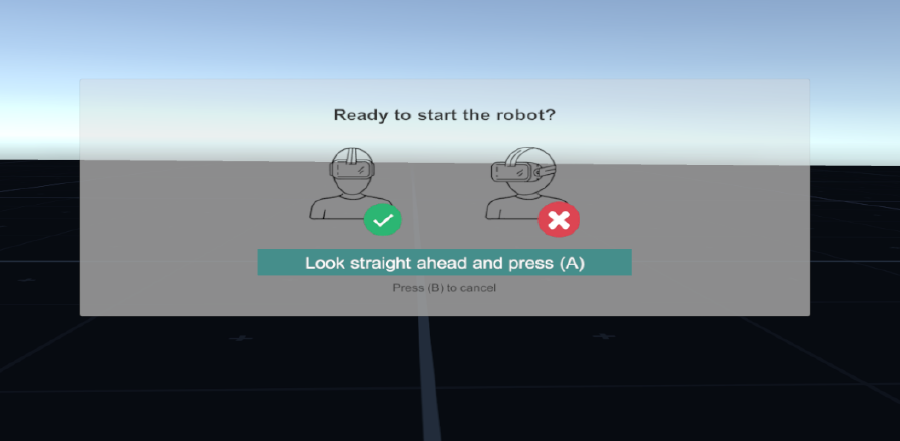 Ready to start the robot?
Look straight ahead and press (A)
Press (B) to cancel